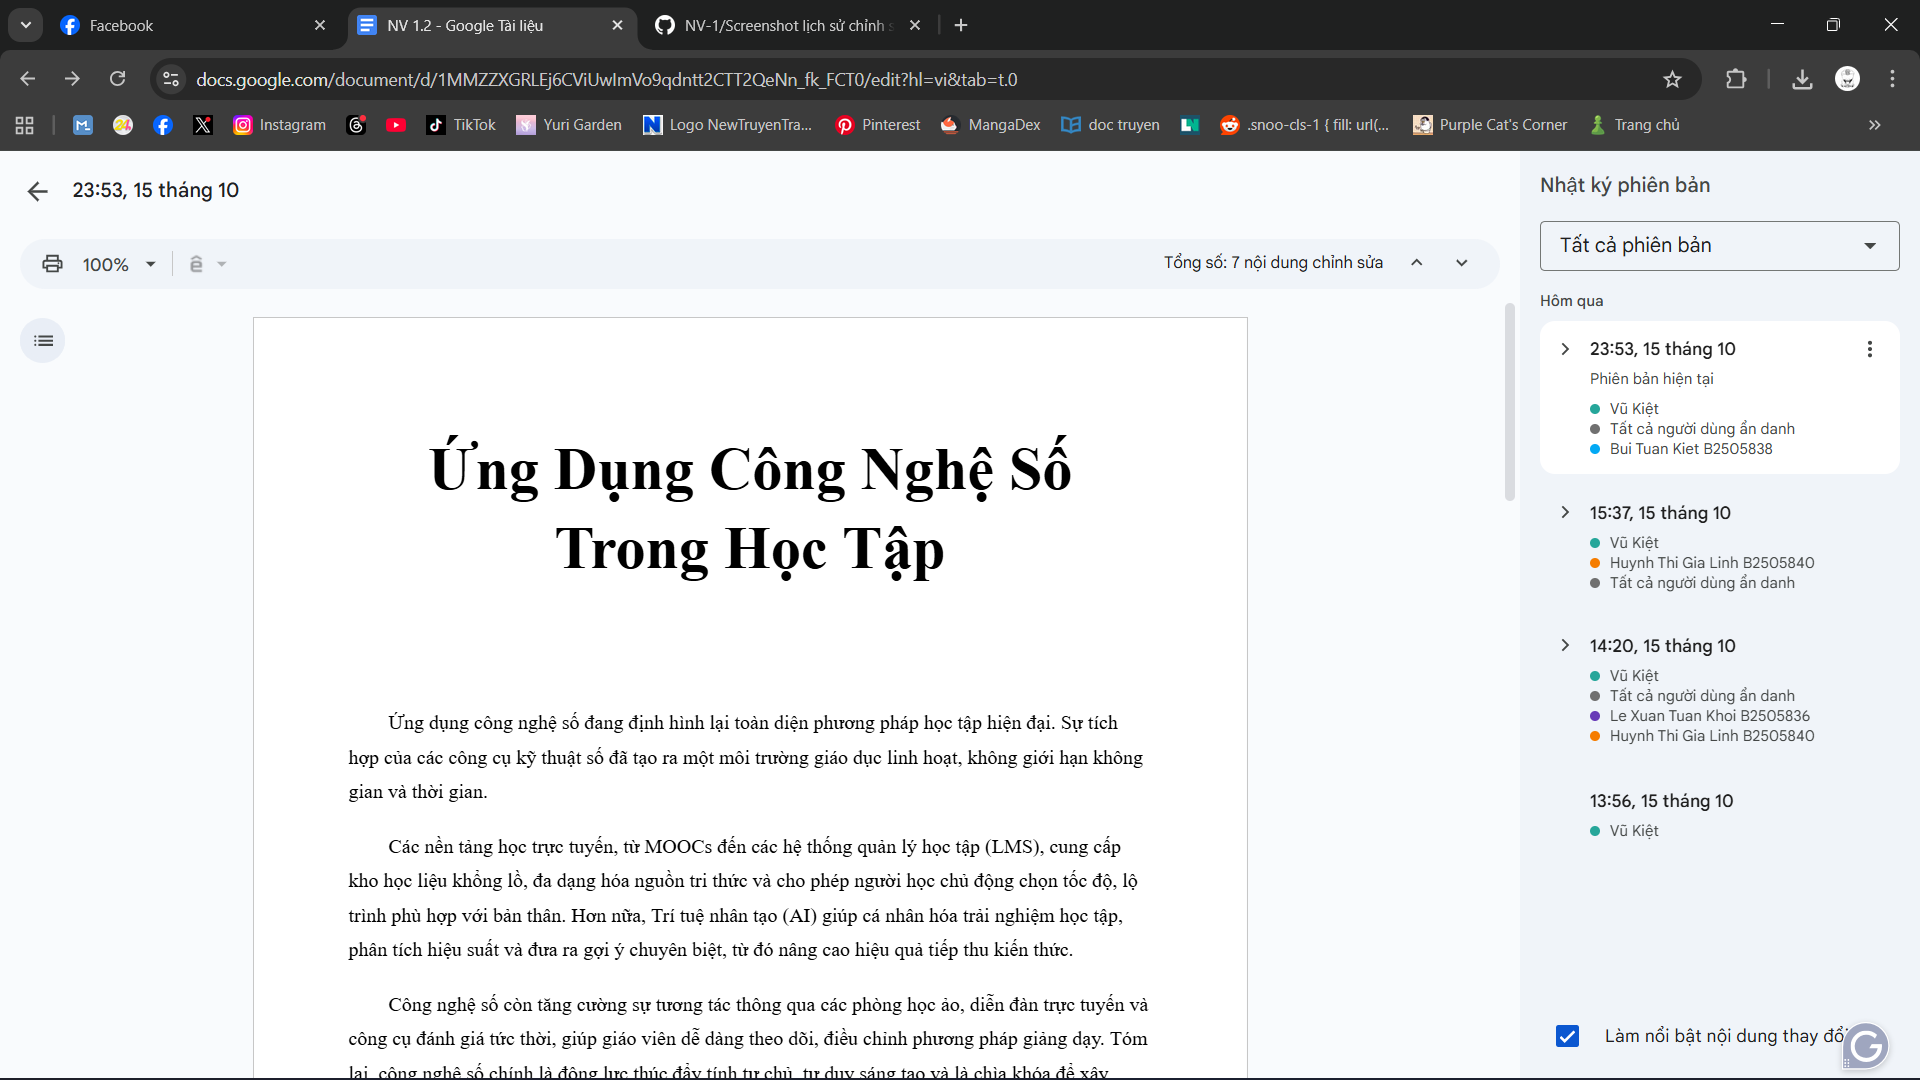 Facebook
NV 1.2 - Google Tài liệu
NV-1/Screenshot lịch sử chỉnh s
docs.google.com/document/d/1MMZZXGRLEj6CViUwImVo9qdntt2CTT2QeNn_fk_FCT0/edit?hl=vi&tab=t.0
Instagram
TikTok
Yuri Garden
Logo NewTruyenTra...
Pinterest
MangaDex
doc truyen
.snoo-cls-1 { fill: url(...
Purple Cat's Corner
Trang chủ
23:53, 15 tháng 10
100%
Tổng số: 7 nội dung chỉnh sửa
Ứng Dụng Công Nghệ Số
Trong Học Tập
Ứng dụng công nghệ số đang định hình lại toàn diện phương pháp học tập hiện đại. Sự tích
hợp của các công cụ kỹ thuật số đã tạo ra một môi trường giáo dục linh hoạt, không giới hạn không
gian và thời gian.
Các nền tảng học trực tuyến, từ MOOCs đến các hệ thống quản lý học tập (LMS), cung cấp
kho học liệu khổng lồ, đa dạng hóa nguồn tri thức và cho phép người học chủ động chọn tốc độ, lộ
trình phù hợp với bản thân. Hơn nữa, Trí tuệ nhân tạo (AI) giúp cá nhân hóa trải nghiệm học tập,
phân tích hiệu suất và đưa ra gợi ý chuyên biệt, từ đó nâng cao hiệu quả tiếp thu kiến thức.
Công nghệ số còn tăng cường sự tương tác thông qua các phòng học ảo, diễn đàn trực tuyến và
công cụ đánh giá tức thời, giúp giáo viên dễ dàng theo dõi, điều chỉnh phương pháp giảng dạy. Tóm
lại, công nghệ số chính là động lực thúc đẩy tính tự chủ, tư duy sáng tạo và là chìa khóa để xây
Nhật ký phiên bản
Tất cả phiên bản
Hôm qua
23:53, 15 tháng 10
Phiên bản hiện tại
Vũ Kiệt
Tất cả người dùng ẩn danh
Bui Tuan Kiet B2505838
15:37, 15 tháng 10
Vũ Kiệt
Huynh Thi Gia Linh B2505840
Tất cả người dùng ẩn danh
14:20, 15 tháng 10
Vũ Kiệt
Tất cả người dùng ẩn danh
Le Xuan Tuan Khoi B2505836
Huynh Thi Gia Linh B2505840
13:56, 15 tháng 10
Vũ Kiệt
Làm nổi bật nội dung thay đổi